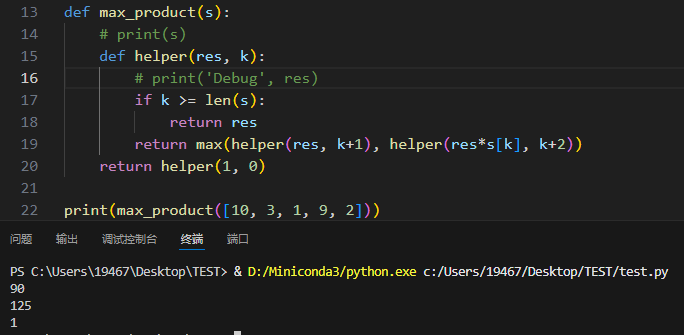 13 def max_product(s):
14     # print(s)
15     def helper(res, k):
16         # print('Debug', res)
17         if k >= len(s):
18             return res
19         return max(helper(res, k+1), helper(res*s[k], k+2))
20     return helper(1, 0)
21
22 print(max_product([10, 3, 1, 9, 2]))
问题 输出 调试控制台 终端 端口
PS C:\Users\19467\Desktop\TEST> & D:/Miniconda3/python.exe c:/Users/19467/Desktop/TEST/test.py
90
125
1